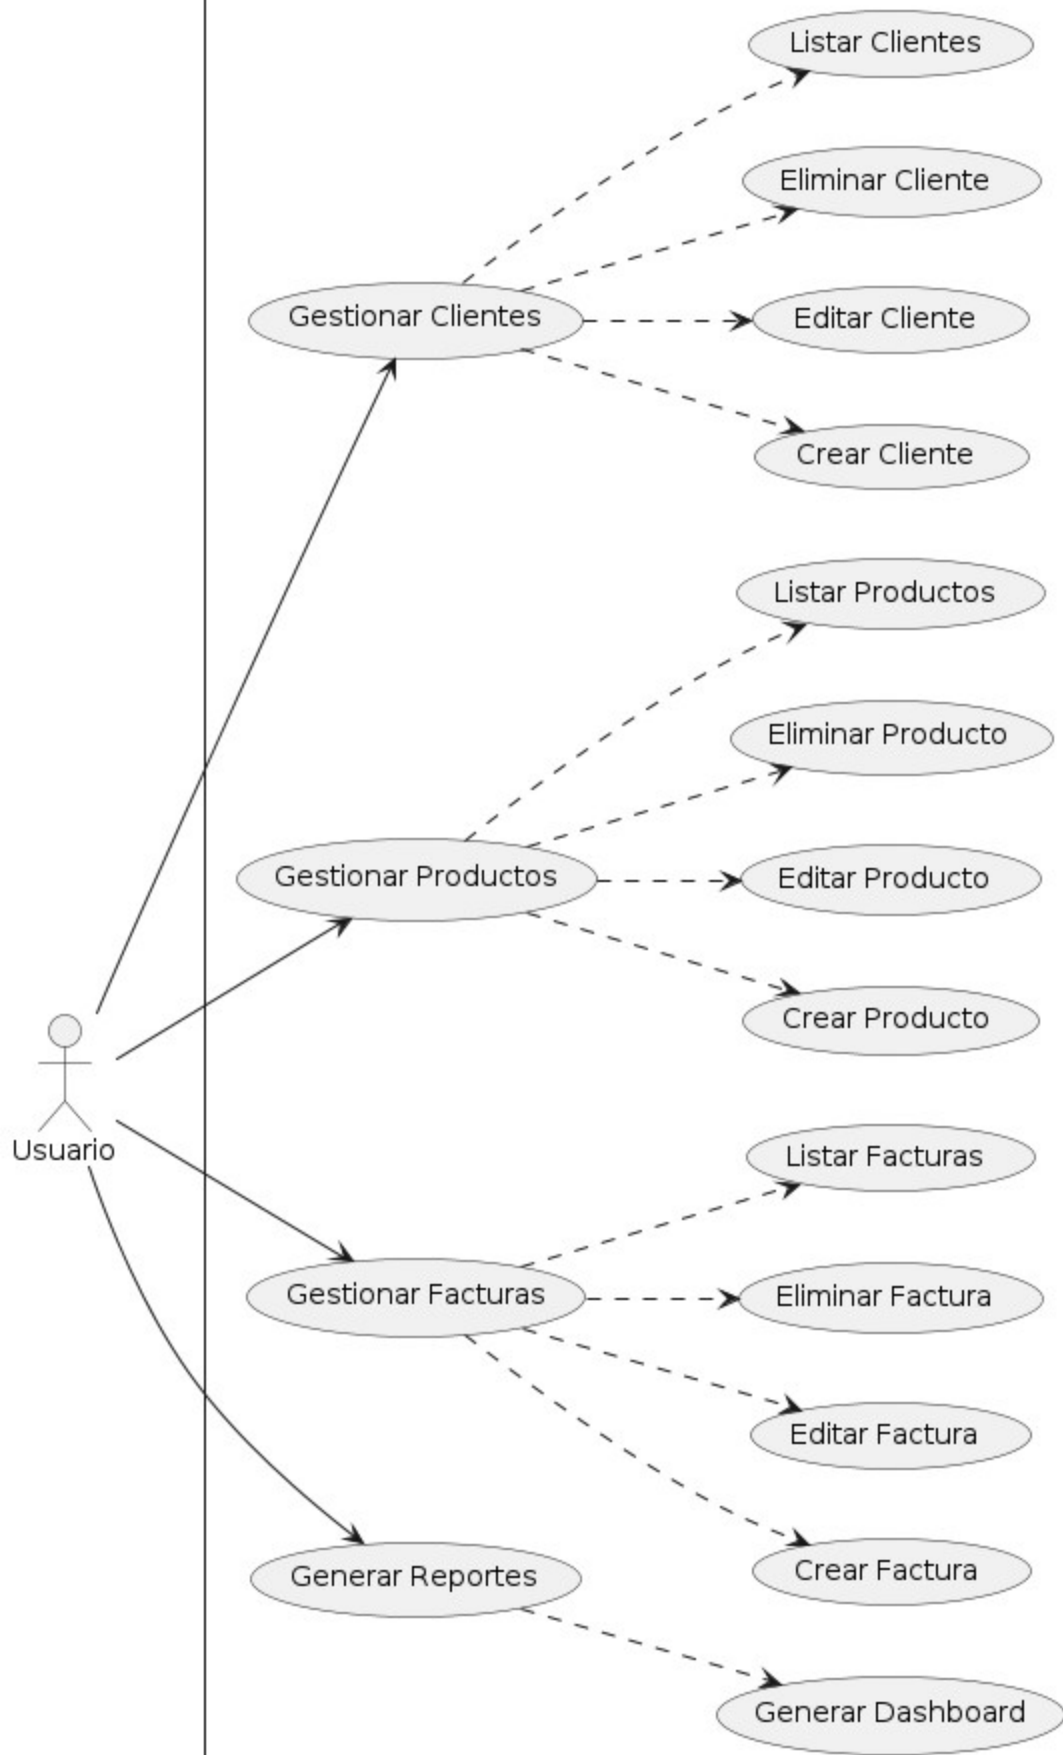 Listar Clientes
Eliminar Cliente
Gestionar Clientes
Editar Cliente
Crear Cliente
Listar Productos
Eliminar Producto
Gestionar Productos
Editar Producto
Crear Producto
Usuario
Listar Facturas
Gestionar Facturas
Eliminar Factura
Editar Factura
Crear Factura
Generar Reportes
Generar Dashboard